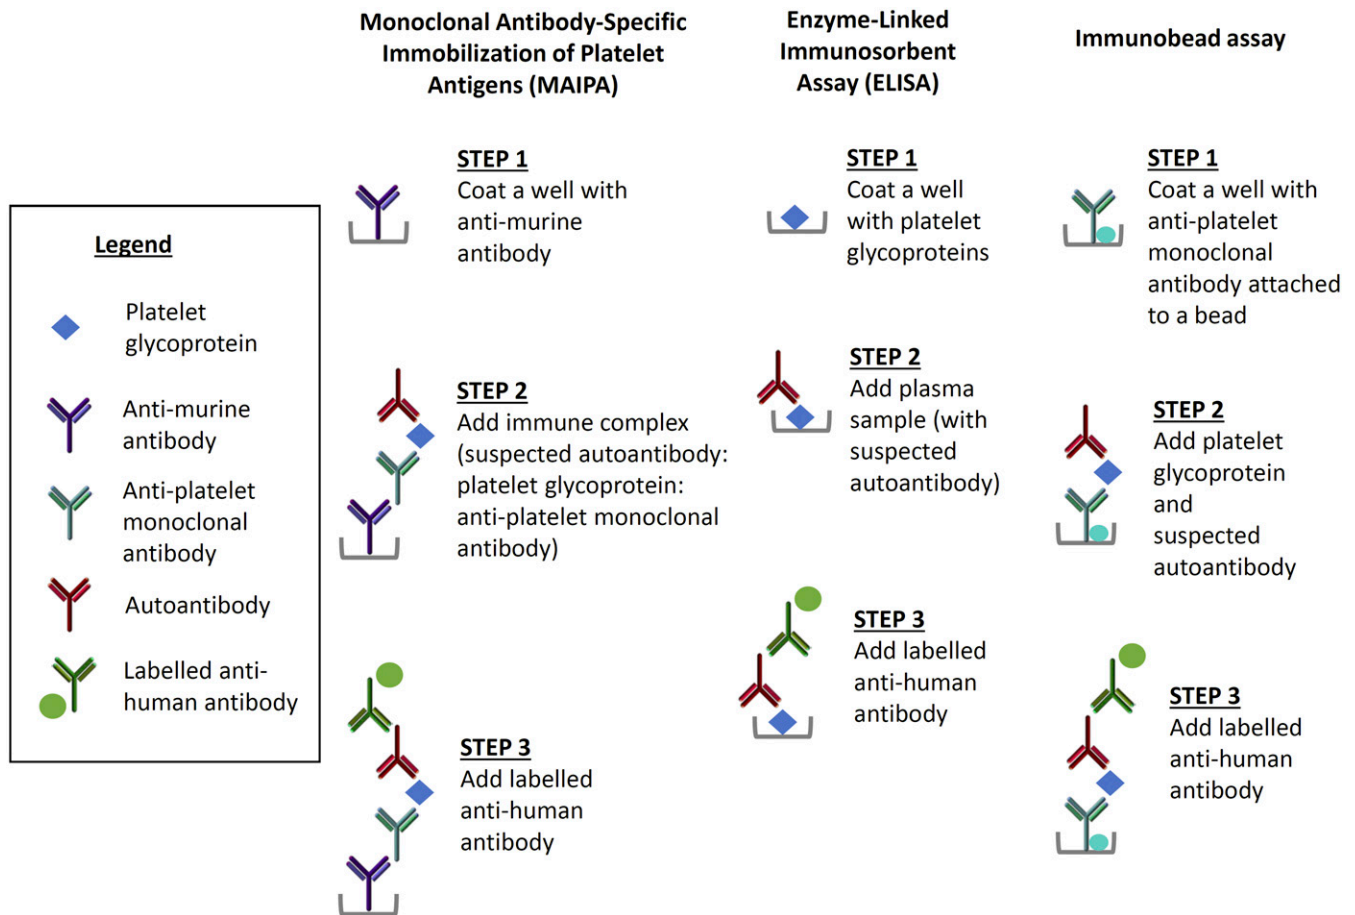 Monoclonal Antibody-Specific
Immobilization of Platelet
Antigens (MAIPA)
Enzyme-Linked
Immunosorbent
Assay (ELISA)
Immunobead assay
Legend
Platelet
glycoprotein
Anti-murine
antibody
Anti-platelet
monoclonal
antibody
Autoantibody
Labelled anti-
human antibody
STEP 1
Coat a well with
anti-murine
antibody
STEP 2
Add immune complex
(suspected autoantibody:
platelet glycoprotein:
anti-platelet monoclonal
antibody)
STEP 3
Add labelled
anti-human
antibody
STEP 1
Coat a well
with platelet
glycoproteins
STEP 2
Add plasma
sample (with
suspected
autoantibody)
STEP 3
Add labelled
anti-human
antibody
STEP 1
Coat a well with
anti-platelet
monoclonal
antibody attached
to a bead
STEP 2
Add platelet
glycoprotein
and
suspected
autoantibody
STEP 3
Add labelled
anti-human
antibody